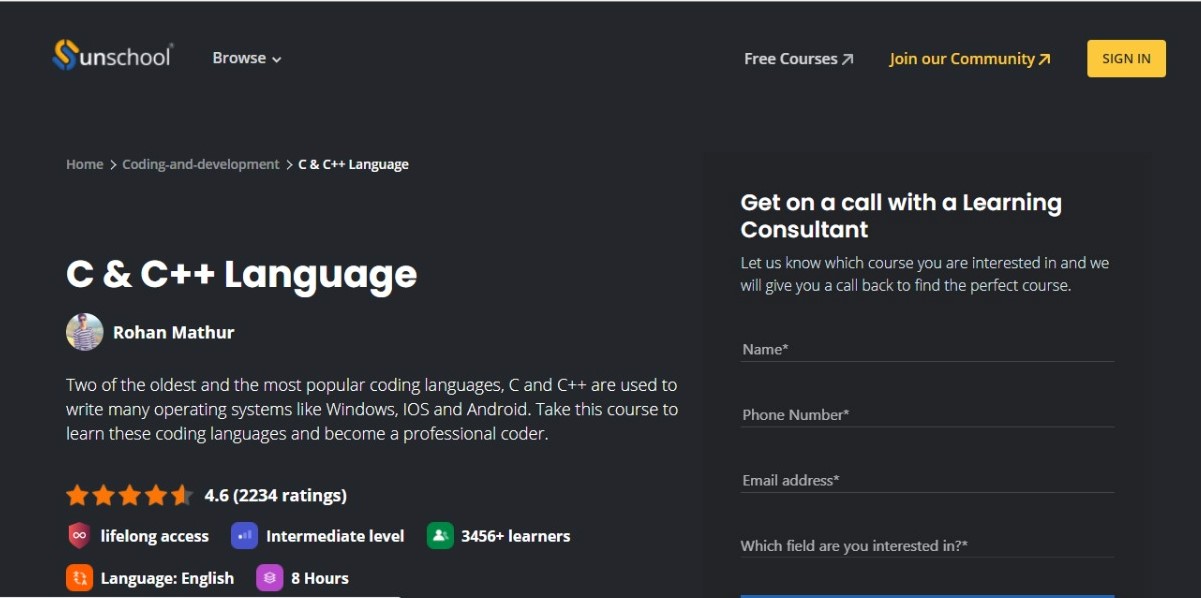 Sunschool
Browse
Free Courses
Join our Community
SIGN IN
Home > Coding-and-development > C & C++ Language
C & C++ Language
Rohan Mathur
Two of the oldest and the most popular coding languages, C and C++ are used to
write many operating systems like Windows, IOS and Android. Take this course to
learn these coding languages and become a professional coder.
4.6 (2234 ratings)
lifelong access
Intermediate level
3456+ learners
Language: English
8 Hours
Get on a call with a Learning
Consultant
Let us know which course you are interested in and we
will give you a call back to find the perfect course.
Name*
Phone Number*
Email address*
Which field are you interested in?*